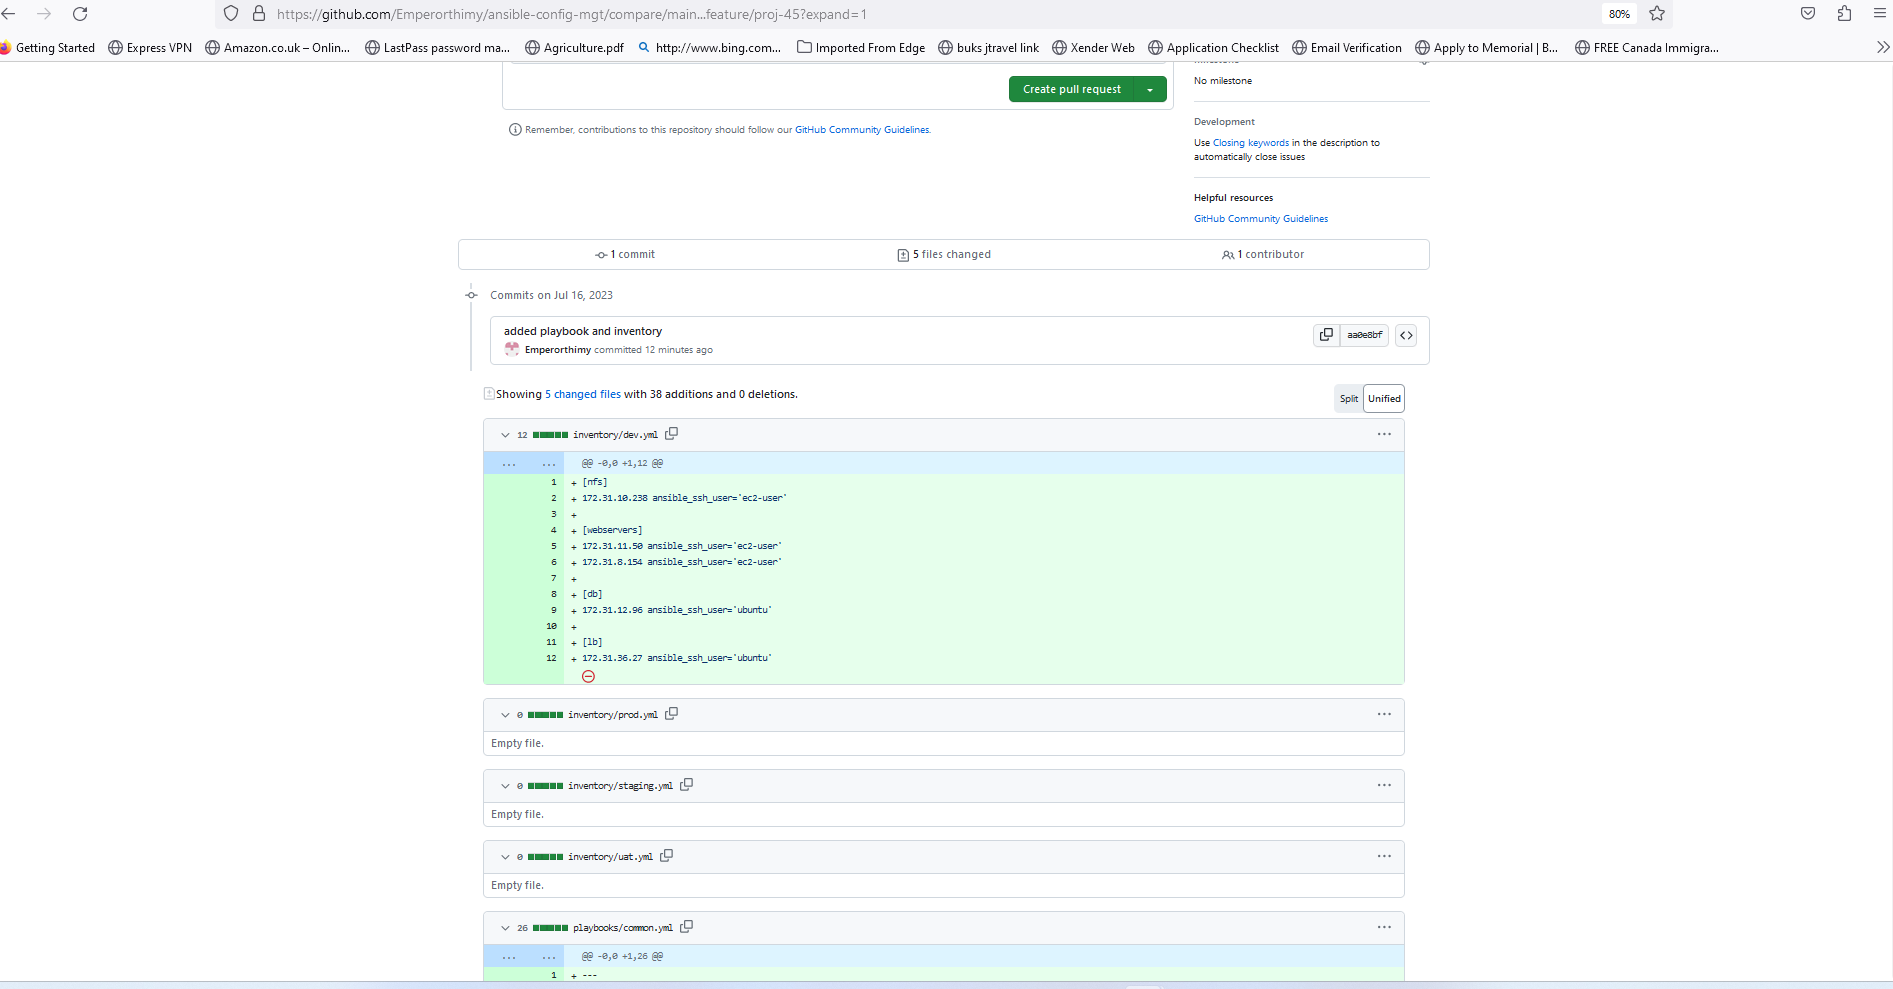 https://github.com/Emperorthimy/ansible-config-mgt/compare/main...feature/proj-45?expand=1
80%
Getting Started
Express VPN
Amazon.co.uk – Onlin...
LastPass password ma...
Agriculture.pdf
http://www.bing.com...
Imported From Edge
buks jtravel link
Xender Web
Application Checklist
Email Verification
Apply to Memorial | B...
FREE Canada Immigra...
No milestone
Create pull request
Remember, contributions to this repository should follow our GitHub Community Guidelines.
Development
Use Closing keywords in the description to
automatically close issues
Helpful resources
GitHub Community Guidelines
1 commit
5 files changed
1 contributor
Commits on Jul 16, 2023
added playbook and inventory
Emperorthimy committed 12 minutes ago
aa0e8bf
Showing 5 changed files with 38 additions and 0 deletions.
Split
Unified
12 inventory/dev.yml
... ... @@ -0,0 +1,12 @@
1 + [nfs]
2 + 172.31.10.238 ansible_ssh_user='ec2-user'
3 +
4 + [webservers]
5 + 172.31.11.50 ansible_ssh_user='ec2-user'
6 + 172.31.8.154 ansible_ssh_user='ec2-user'
7 +
8 + [db]
9 + 172.31.12.96 ansible_ssh_user='ubuntu'
10 +
11 + [lb]
12 + 172.31.36.27 ansible_ssh_user='ubuntu'
0 inventory/prod.yml
Empty file.
0 inventory/staging.yml
Empty file.
0 inventory/uat.yml
Empty file.
26 playbooks/common.yml
... ... @@ -0,0 +1,26 @@
1 + ---